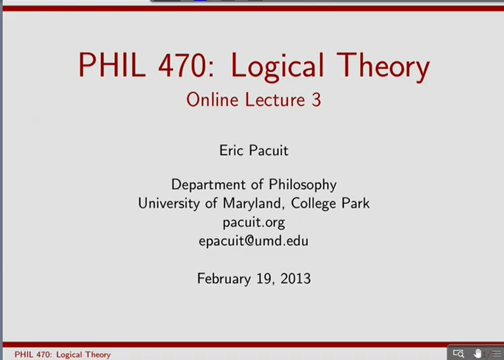 PHIL 470: Logical Theory
Online Lecture 3
Eric Pacuit
Department of Philosophy
University of Maryland, College Park
pacuit.org
epacuit@umd.edu
February 19, 2013
PHIL 470: Logical Theory